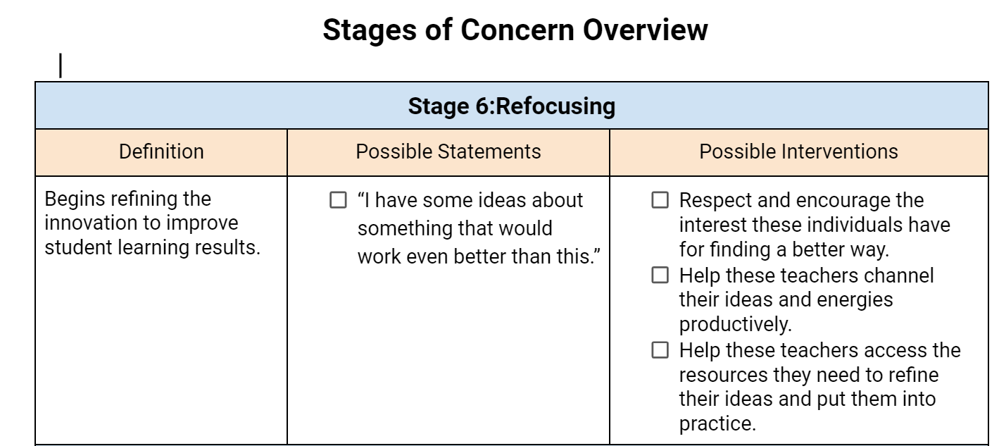 Stages of Concern Overview
Stage 6:Refocusing
Definition
Possible Statements
Possible Interventions
Begins refining the
innovation to improve
student learning results.
“I have some ideas about
something that would
work even better than this.”
Respect and encourage the
interest these individuals have
for finding a better way.
Help these teachers channel
their ideas and energies
productively.
Help these teachers access the
resources they need to refine
their ideas and put them into
practice.